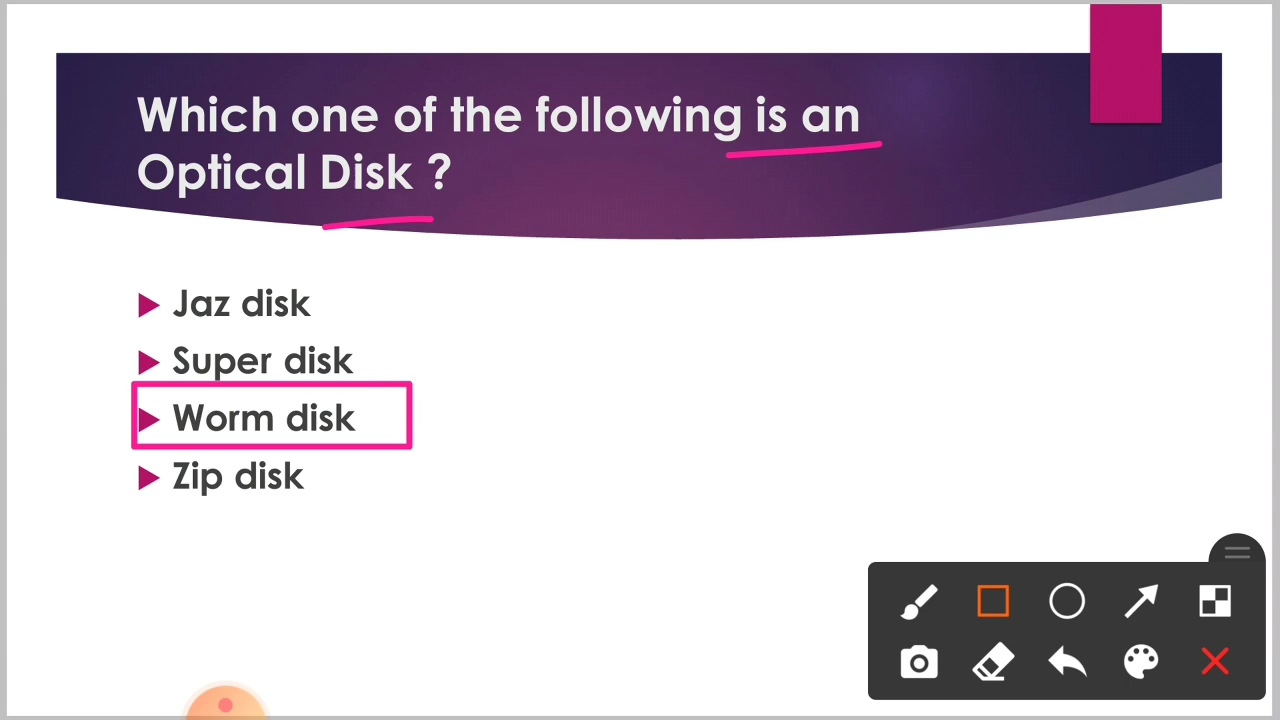 Which one of the following is an
Optical Disk ?
Jaz disk
Super disk
Worm disk
Zip disk